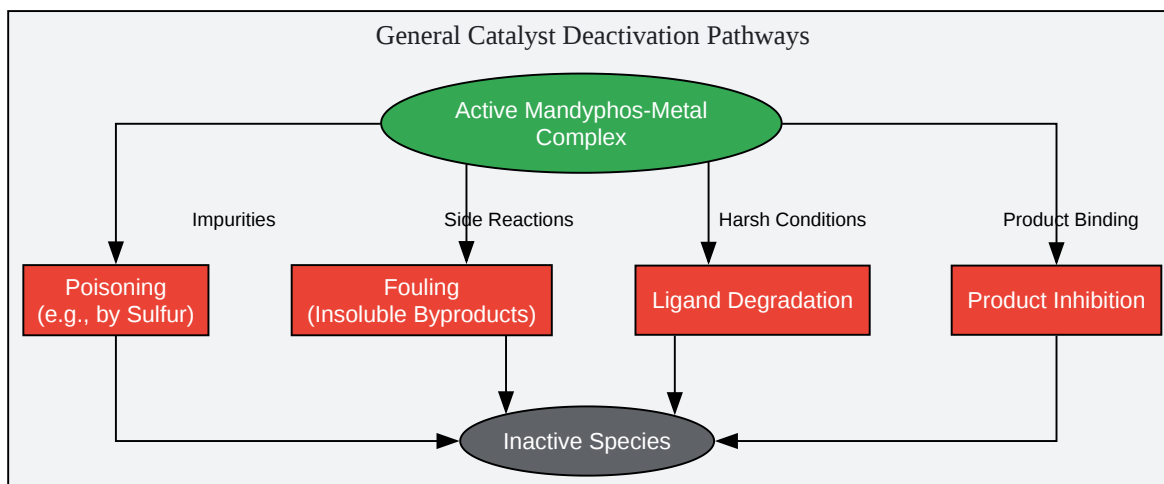 General Catalyst Deactivation Pathways
Active Mandyphos-Metal
Complex
Impurities
Side Reactions
Harsh Conditions
Product Binding
Poisoning
(e.g., by Sulfur)
Fouling
(Insoluble Byproducts)
Ligand Degradation
Product Inhibition
Inactive Species